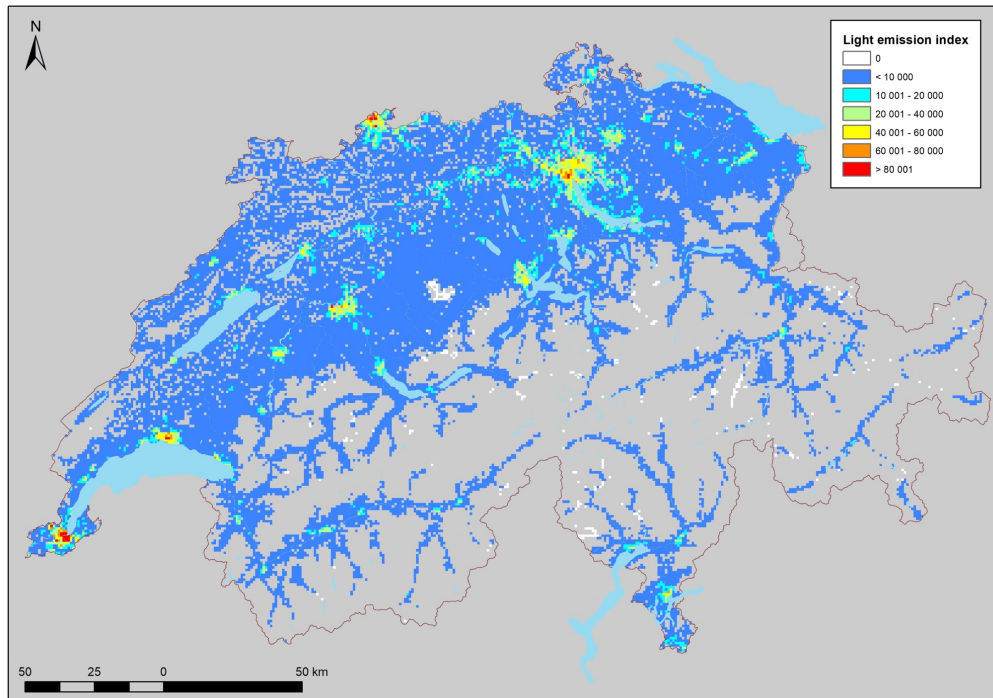 N
Light emission index
0
< 10 000
10 001 - 20 000
20 001 - 40 000
40 001 - 60 000
60 001 - 80 000
> 80 001
50 25 0 50 km